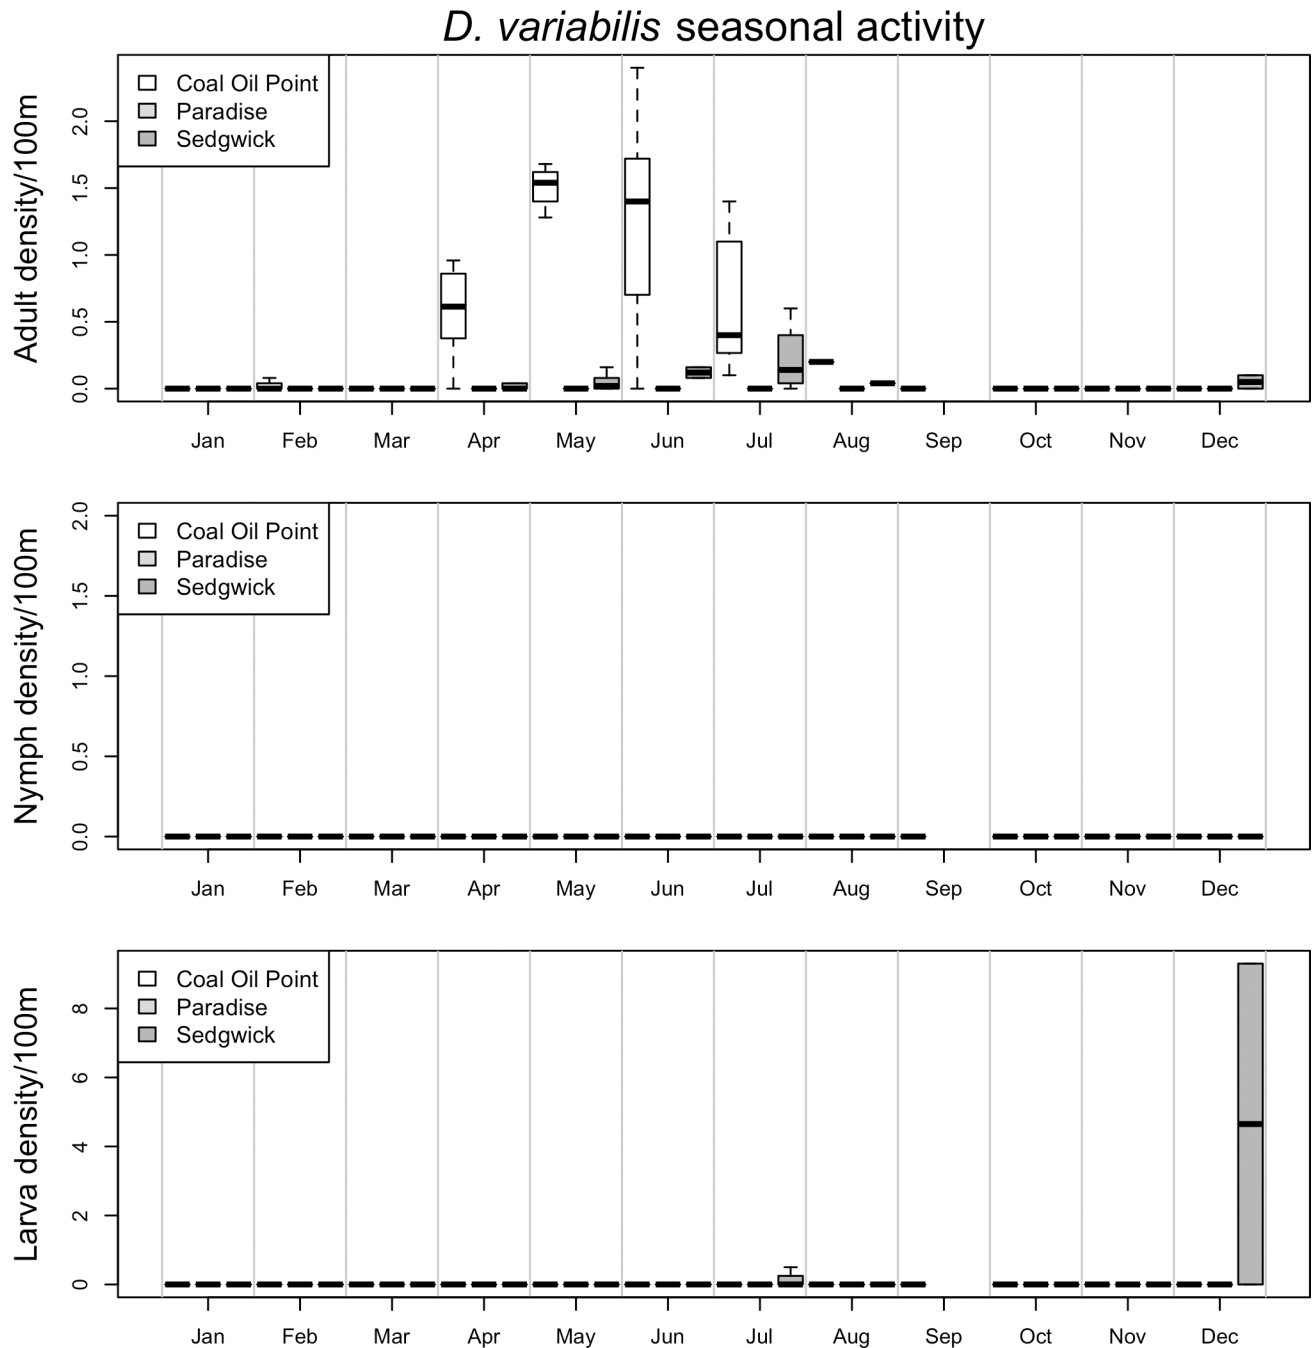 D. variabilis seasonal activity
Adult density/100m
Coal Oil Point
Paradise
Sedgwick
2.0
1.5
1.0
0.5
0.0
Jan Feb Mar Apr May Jun Jul Aug Sep Oct Nov Dec
Nymph density/100m
Coal Oil Point
Paradise
Sedgwick
2.0
1.5
1.0
0.5
0.0
Jan Feb Mar Apr May Jun Jul Aug Sep Oct Nov Dec
Larva density/100m
Coal Oil Point
Paradise
Sedgwick
8
6
4
2
0
Jan Feb Mar Apr May Jun Jul Aug Sep Oct Nov Dec